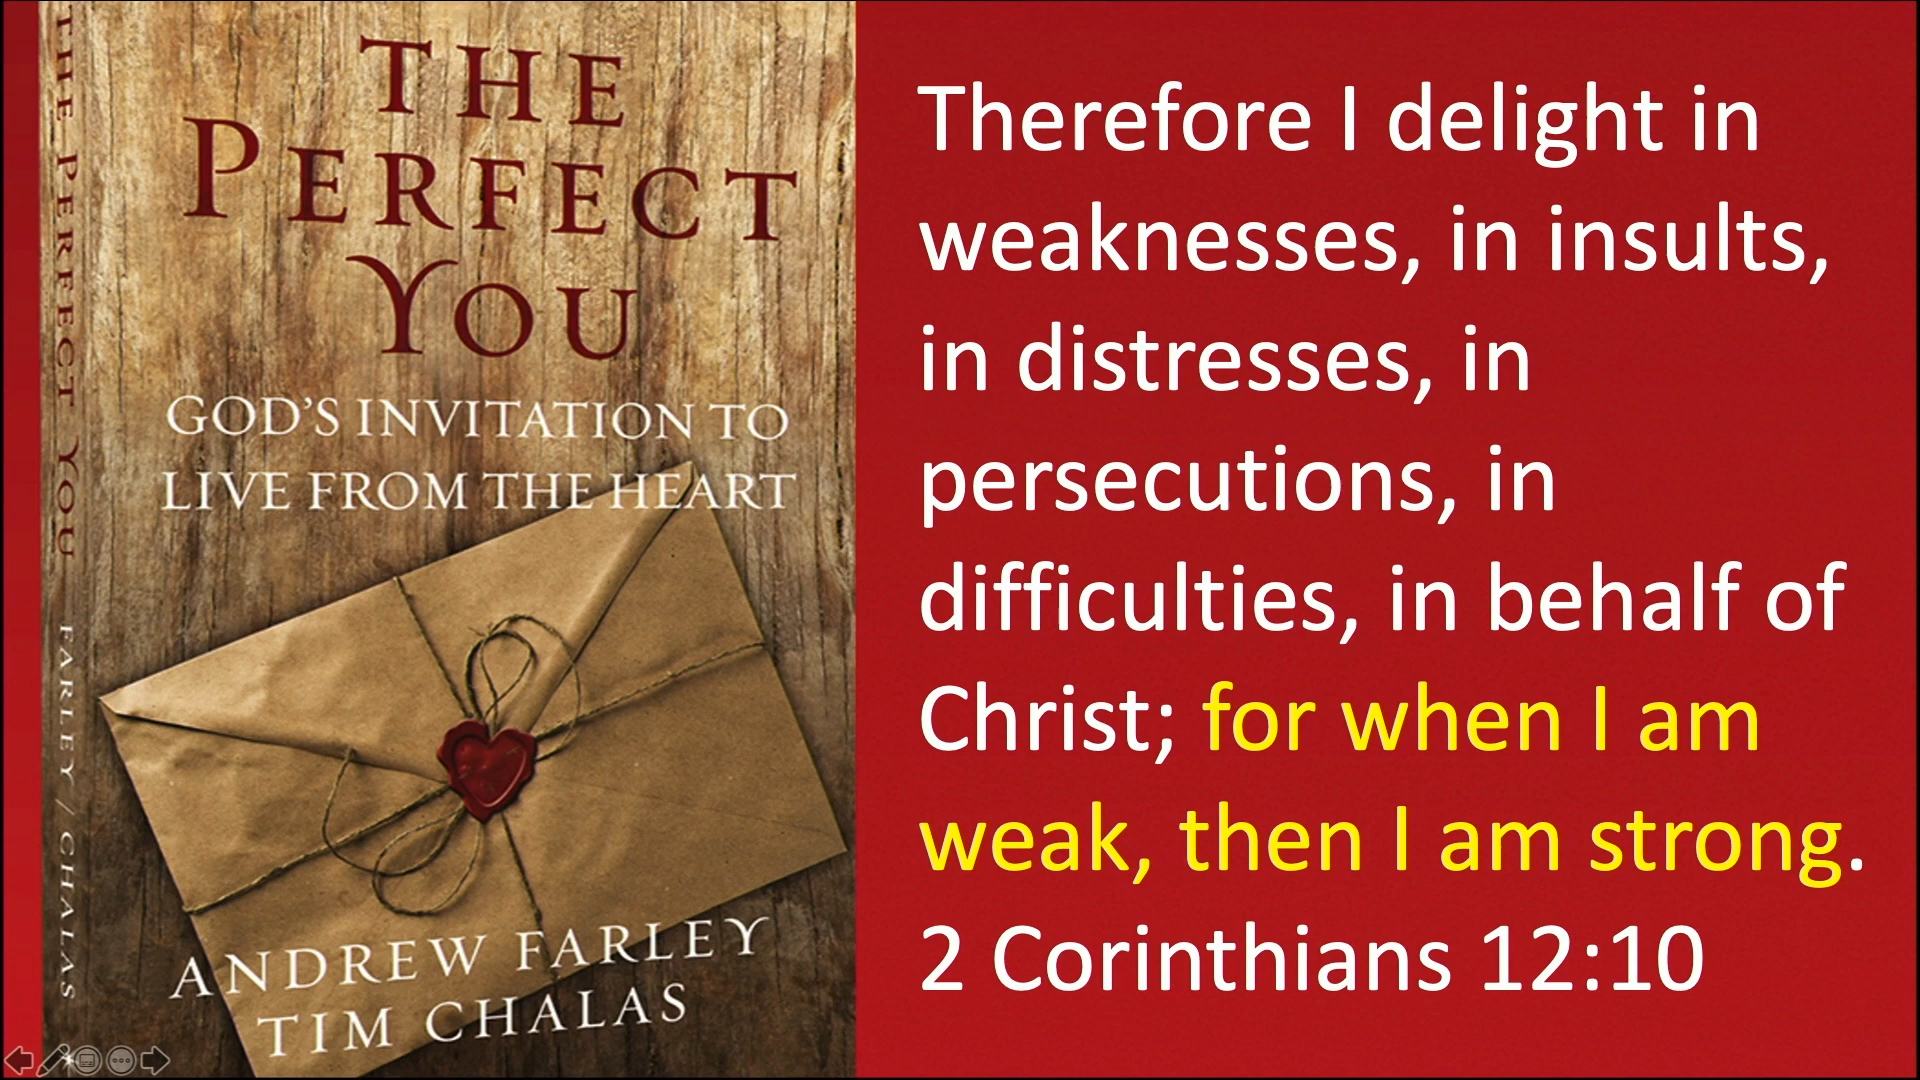 THE PERFECT YOU FARLEY / CHALAS
THE
PERFECT
YOU
GOD'S INVITATION TO
LIVE FROM THE HEART
ANDREW FARLEY
TIM CHALAS
Therefore I delight in
weaknesses, in insults,
in distresses, in
persecutions, in
difficulties, in behalf of
Christ; for when I am
weak, then I am strong.
2 Corinthians 12:10